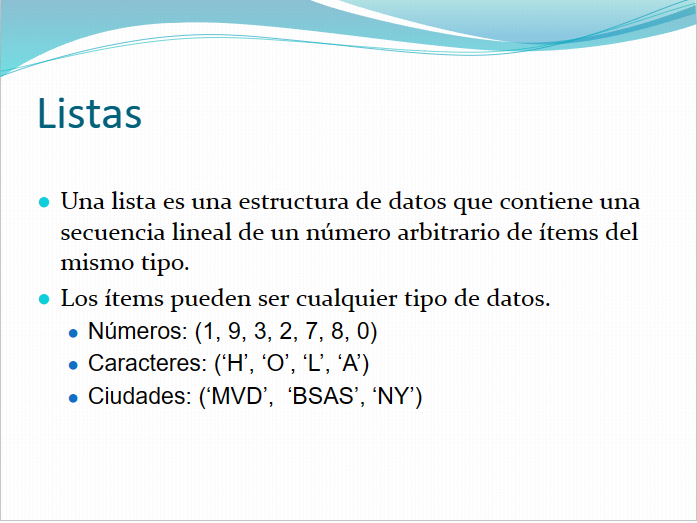 Listas
Una lista es una estructura de datos que contiene una
secuencia lineal de un número arbitrario de ítems del
mismo tipo.
Los ítems pueden ser cualquier tipo de datos.
Números: (1, 9, 3, 2, 7, 8, 0)
Caracteres: (‘H’, ‘O’, ‘L’, ‘A’)
Ciudades: (‘MVD’,  ‘BSAS’, ‘NY’)